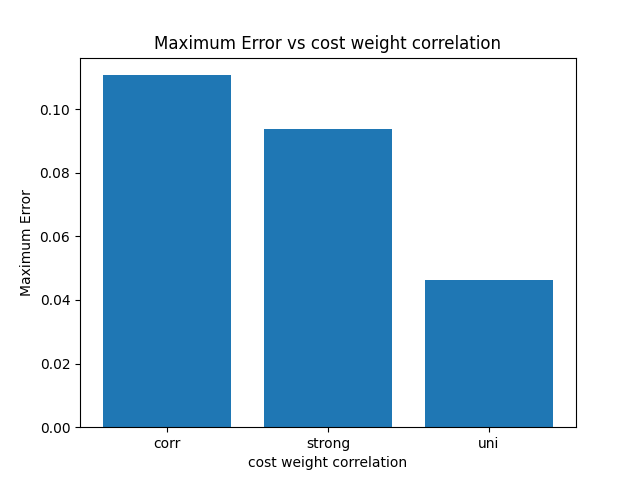 Maximum Error vs cost weight correlation
0.10
0.08
0.06
0.04
0.02
0.00
Maximum Error
corr strong uni
cost weight correlation